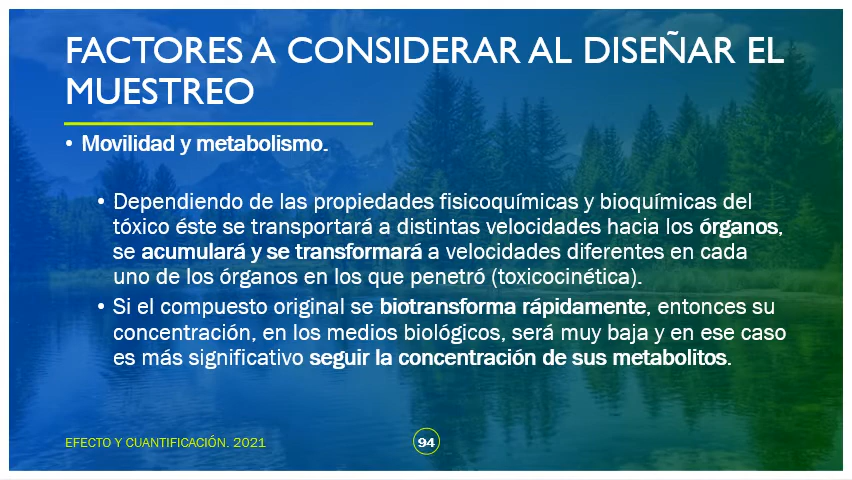 FACTORES A CONSIDERAR AL DISEÑAR EL
MUESTREO
• Movilidad y metabolismo.
• Dependiendo de las propiedades fisicoquímicas y bioquímicas del
tóxico éste se transportará a distintas velocidades hacia los órganos,
se acumulará y se transformará a velocidades diferentes en cada
uno de los órganos en los que penetró (toxicocinética).
• Si el compuesto original se biotransforma rápidamente, entonces su
concentración, en los medios biológicos, será muy baja y en ese caso
es más significativo seguir la concentración de sus metabolitos.
EFECTO Y CUANTIFICACIÓN. 2021
94